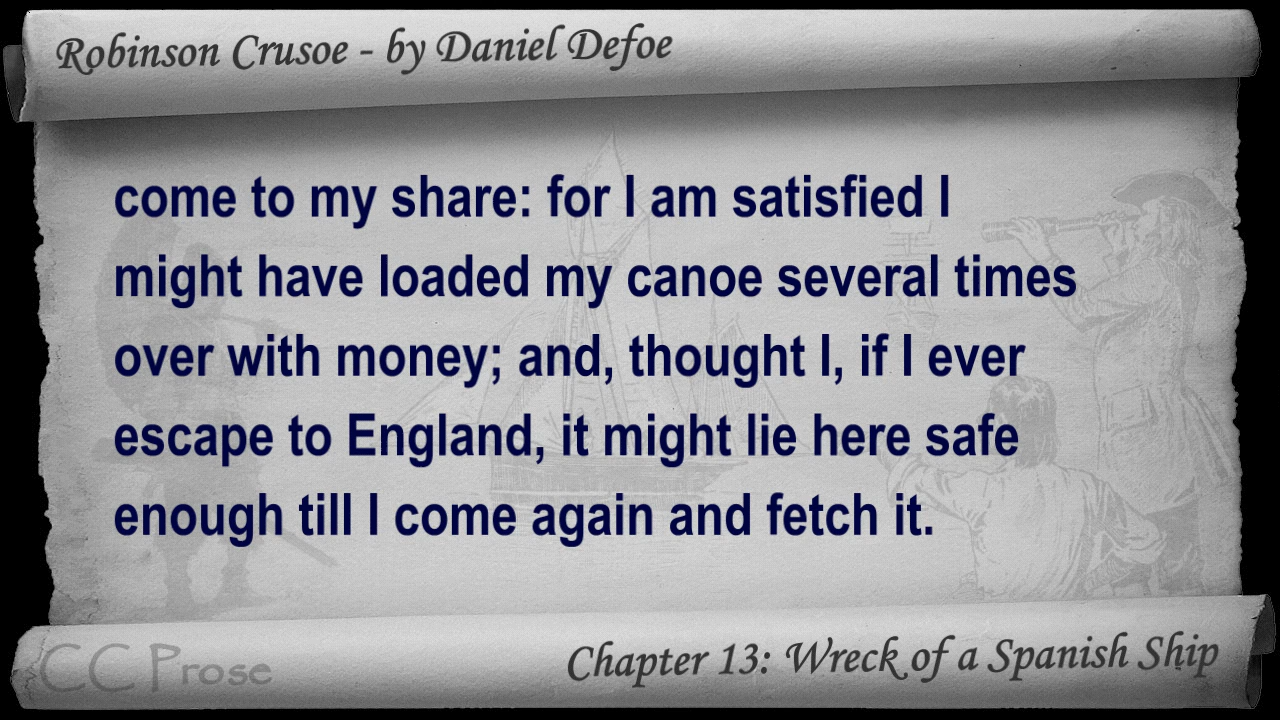 Robinson Crusoe - by Daniel Defoe
come to my share: for I am satisfied I
might have loaded my canoe several times
over with money; and, thought I, if I ever
escape to England, it might lie here safe
enough till I come again and fetch it.
CC Prose
Chapter 13: Wreck of a Spanish Ship